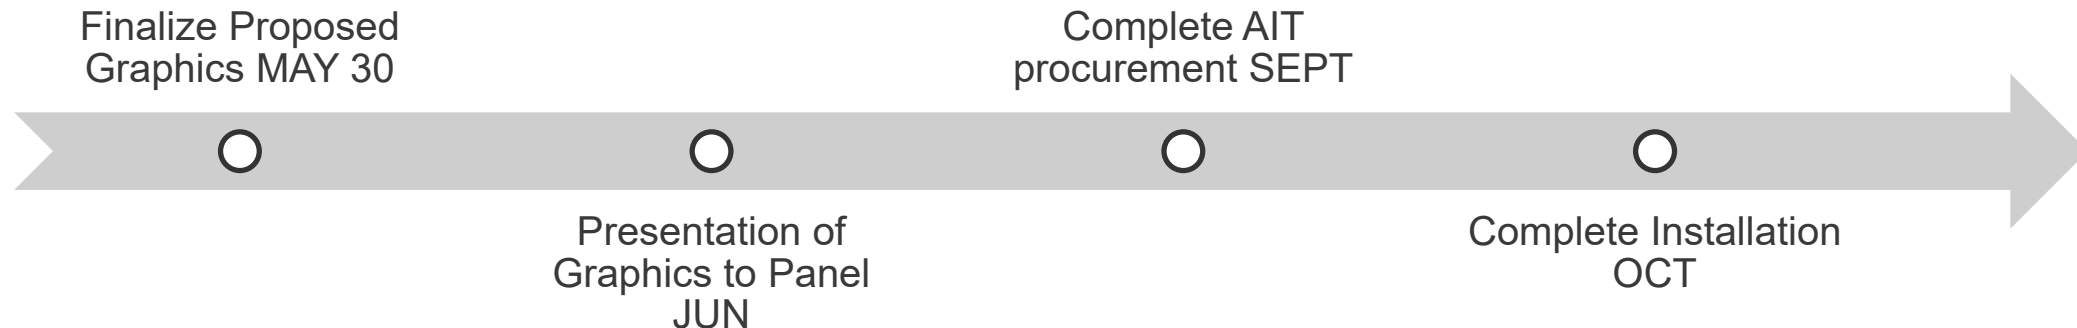 Finalize Proposed
Graphics MAY 30
Presentation of
Graphics to Panel
JUN
Complete AIT
procurement SEPT
Complete Installation
OCT